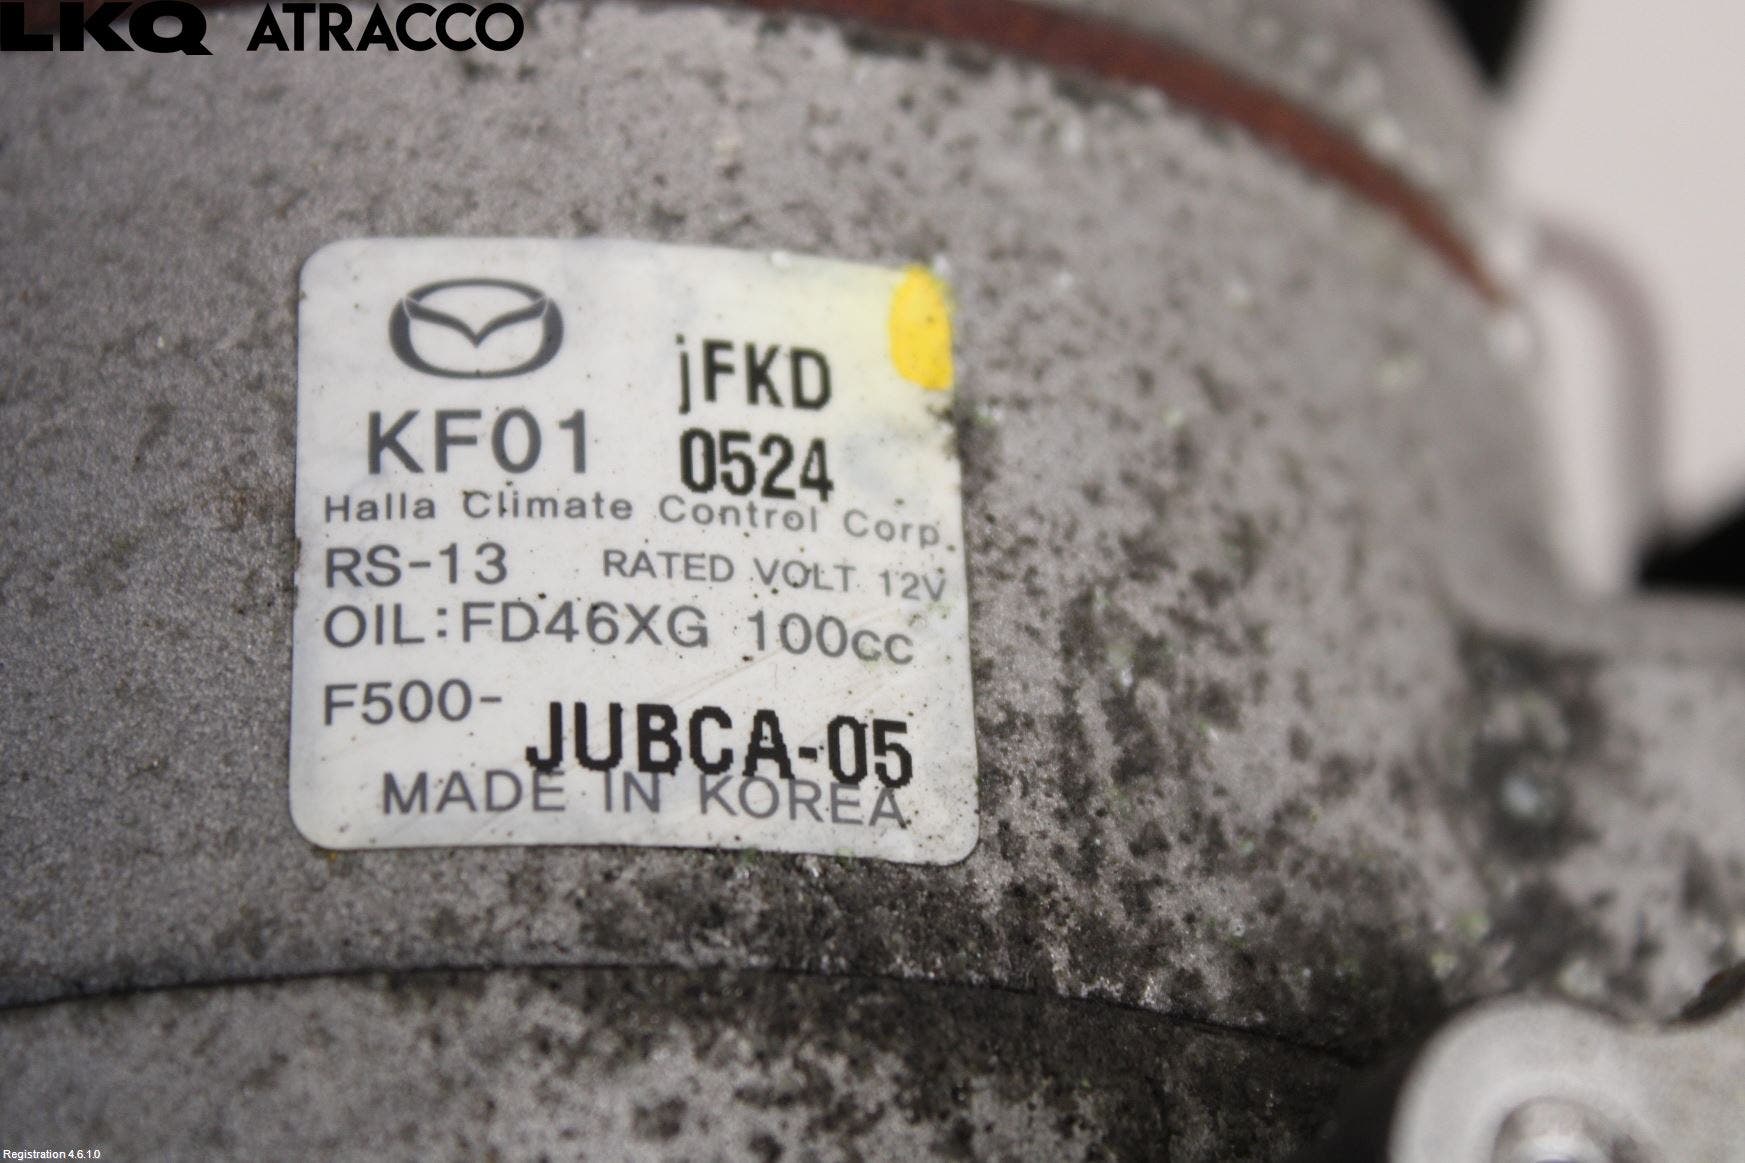 LKQ ATRACCO
jFKD
KF01 0524
Halla Climate Control Corp.
RS-13 RATED VOLT 12V
OIL:FD46XG 100cc
F500- JUBCA-05
MADE IN KOREA
Registration 4.6.1.0